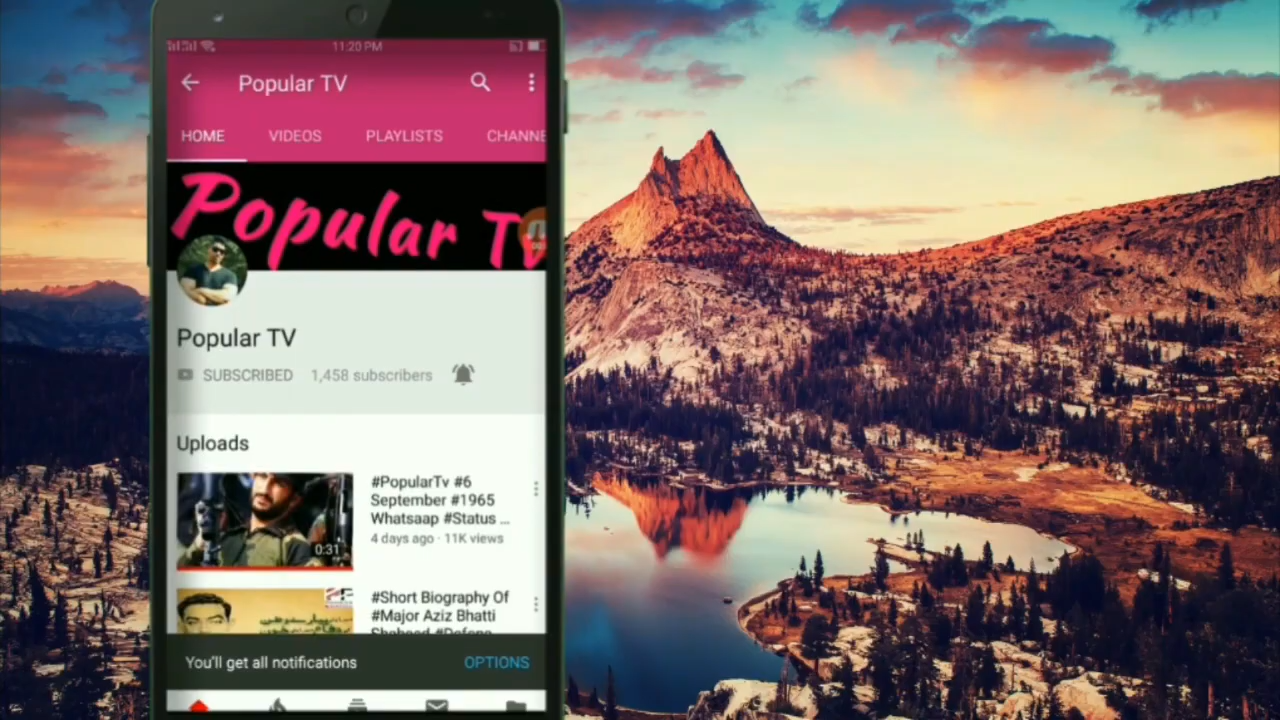 11:20 PM
Popular TV
HOME VIDEOS PLAYLISTS CHANNE
Popular TV
Popular TV
SUBSCRIBED 1,458 subscribers
Uploads
#PopularTv #6
September #1965
Whatsaap #Status ...
4 days ago · 11K views
0:31
#Short Biography Of
#Major Aziz Bhatti
Shaheed #Defene
You'll get all notifications OPTIONS